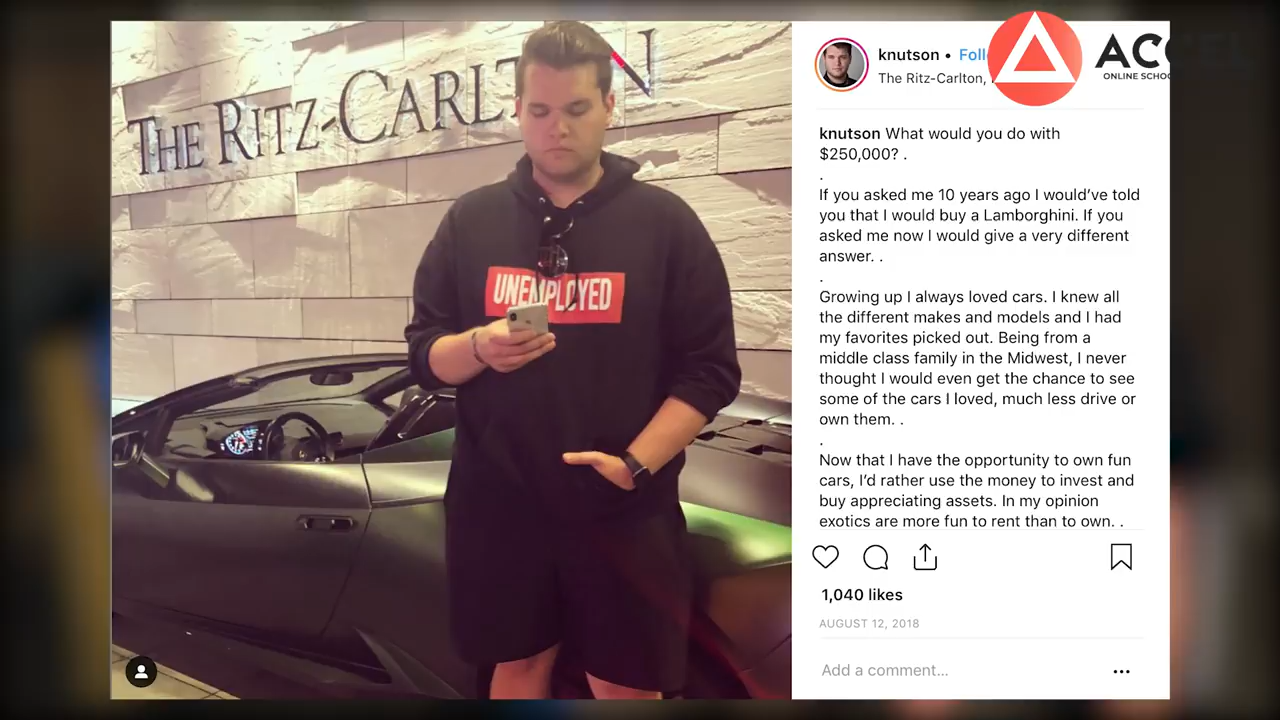 THE RITZ-CARLTON
UNEMPLOYED
knutson •
The Ritz-Carlton,
ACCEL
ONLINE SCHOOL
knutson What would you do with
$250,000? .
.
If you asked me 10 years ago I would've told
you that I would buy a Lamborghini. If you
asked me now I would give a very different
answer. .
.
Growing up I always loved cars. I knew all
the different makes and models and I had
my favorites picked out. Being from a
middle class family in the Midwest, I never
thought I would even get the chance to see
some of the cars I loved, much less drive or
own them. .
.
Now that I have the opportunity to own fun
cars, I'd rather use the money to invest and
buy appreciating assets. In my opinion
exotics are more fun to rent than to own. .
1,040 likes
AUGUST 12, 2018
Add a comment...